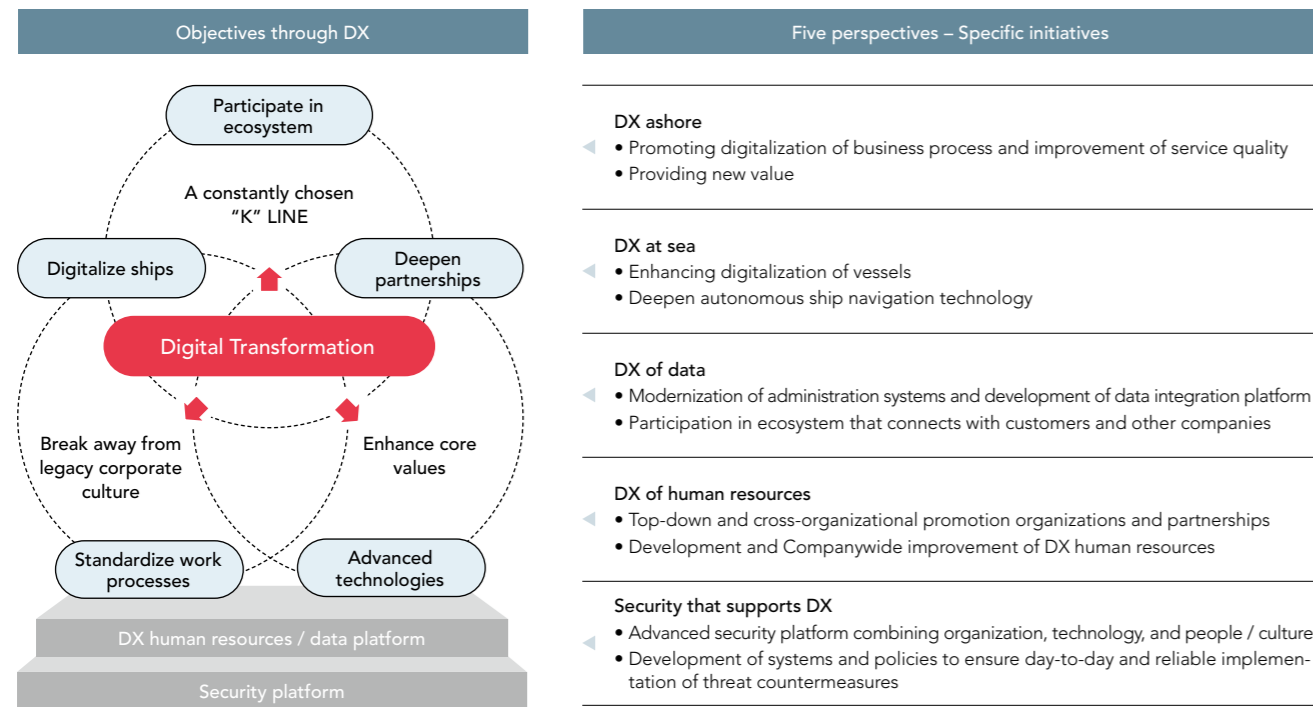 Objectives through DX
Participate in
ecosystem
A constantly chosen
"K" LINE
Digitalize ships
Deepen
partnerships
Digital Transformation
Break away from
legacy corporate
culture
Enhance core
values
Standardize work
processes
Advanced
technologies
DX human resources / data platform
Security platform
Five perspectives – Specific initiatives
DX ashore
• Promoting digitalization of business process and improvement of service quality
• Providing new value
DX at sea
• Enhancing digitalization of vessels
• Deepen autonomous ship navigation technology
DX of data
• Modernization of administration systems and development of data integration platform
• Participation in ecosystem that connects with customers and other companies
DX of human resources
• Top-down and cross-organizational promotion organizations and partnerships
• Development and Companywide improvement of DX human resources
Security that supports DX
• Advanced security platform combining organization, technology, and people / culture
• Development of systems and policies to ensure day-to-day and reliable implemen-
tation of threat countermeasures